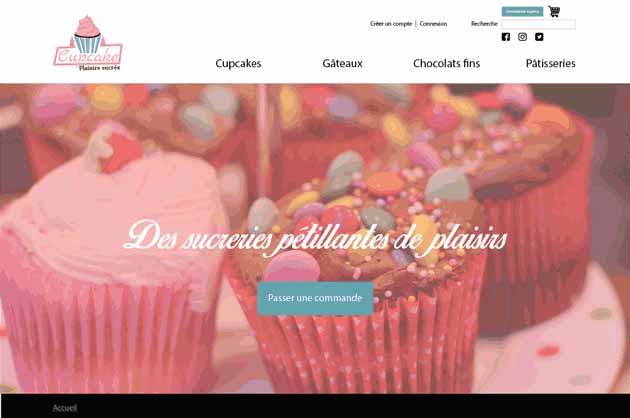 Commande express
Créer un compte | Connexion
Recherche
Cupcake
Plaisirs sucrés
Cupcakes
Gâteaux
Chocolats fins
Pâtisseries
Des sucreries pétillantes de plaisirs
Passer une commande
Accueil